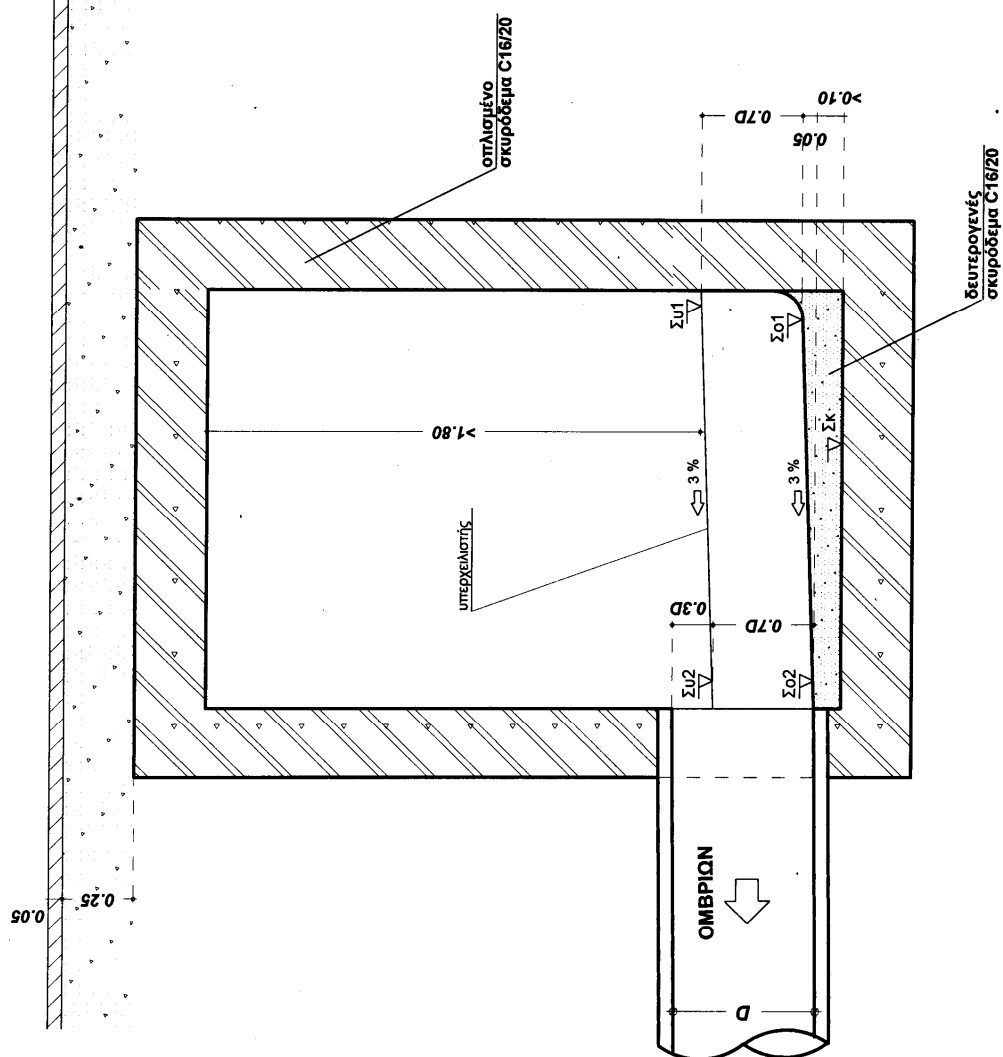 0.05
0.25
οπλισμένο
σκυρόδεμα C16/20
0.7D
0.05
>0.10
δευτερογενές
σκυρόδεμα C16/20
Συ1
Σο1
>1.80
3 %
3 %
Σκ
υπερχειλιστής
0.3D
0.7D
Συ2
Σο2
ΟΜΒΡΙΩΝ
D